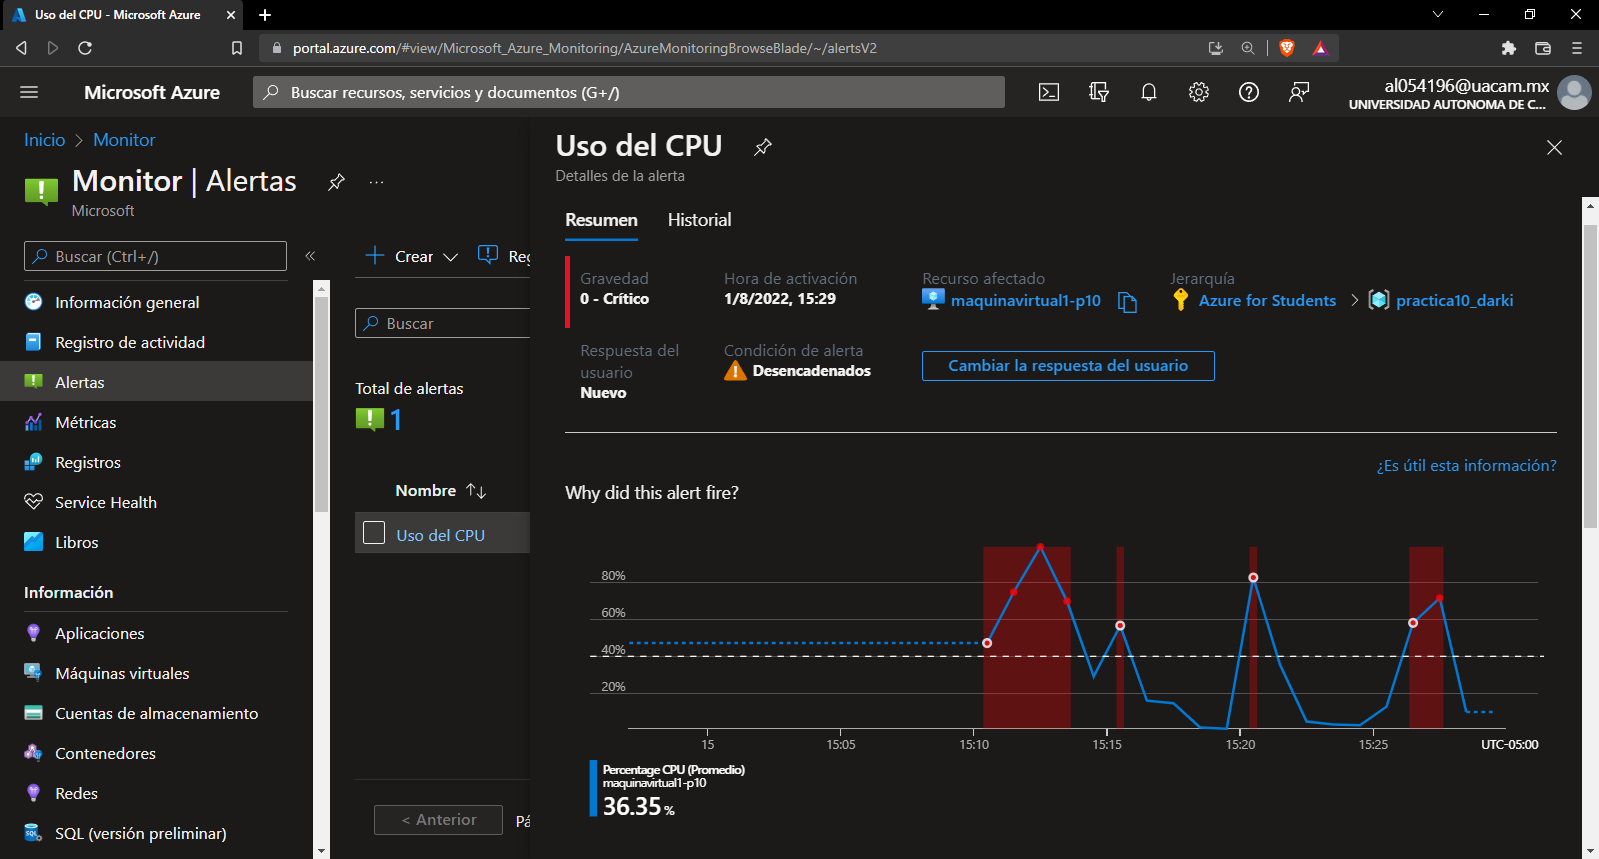 Uso del CPU - Microsoft Azure
portal.azure.com/#view/Microsoft_Azure_Monitoring/AzureMonitoringBrowseBlade/~/alertsV2
Microsoft Azure
Buscar recursos, servicios y documentos (G+/)
al054196@uacam.mx
UNIVERSIDAD AUTONOMA DE C...
Inicio > Monitor
Monitor | Alertas
...
Microsoft
Buscar (Ctrl+/)
«
Información general
Registro de actividad
Alertas
Métricas
Registros
Service Health
Libros
Información
Aplicaciones
Máquinas virtuales
Cuentas de almacenamiento
Contenedores
Redes
SQL (versión preliminar)
+ Crear
Reg
Buscar
Total de alertas
1
Nombre ↑↓
Uso del CPU
< Anterior
Pá
Uso del CPU
Detalles de la alerta
Resumen
Historial
Gravedad
0 - Crítico
Hora de activación
1/8/2022, 15:29
Recurso afectado
maquinavirtual1-p10
Jerarquía
Azure for Students > practica10_darki
Respuesta del
usuario
Nuevo
Condición de alerta
Desencadenados
Cambiar la respuesta del usuario
¿Es útil esta información?
Why did this alert fire?
80%
60%
40%
20%
15
15:05
15:10
15:15
15:20
15:25
UTC-05:00
Percentage CPU (Promedio)
maquinavirtual1-p10
36.35 %